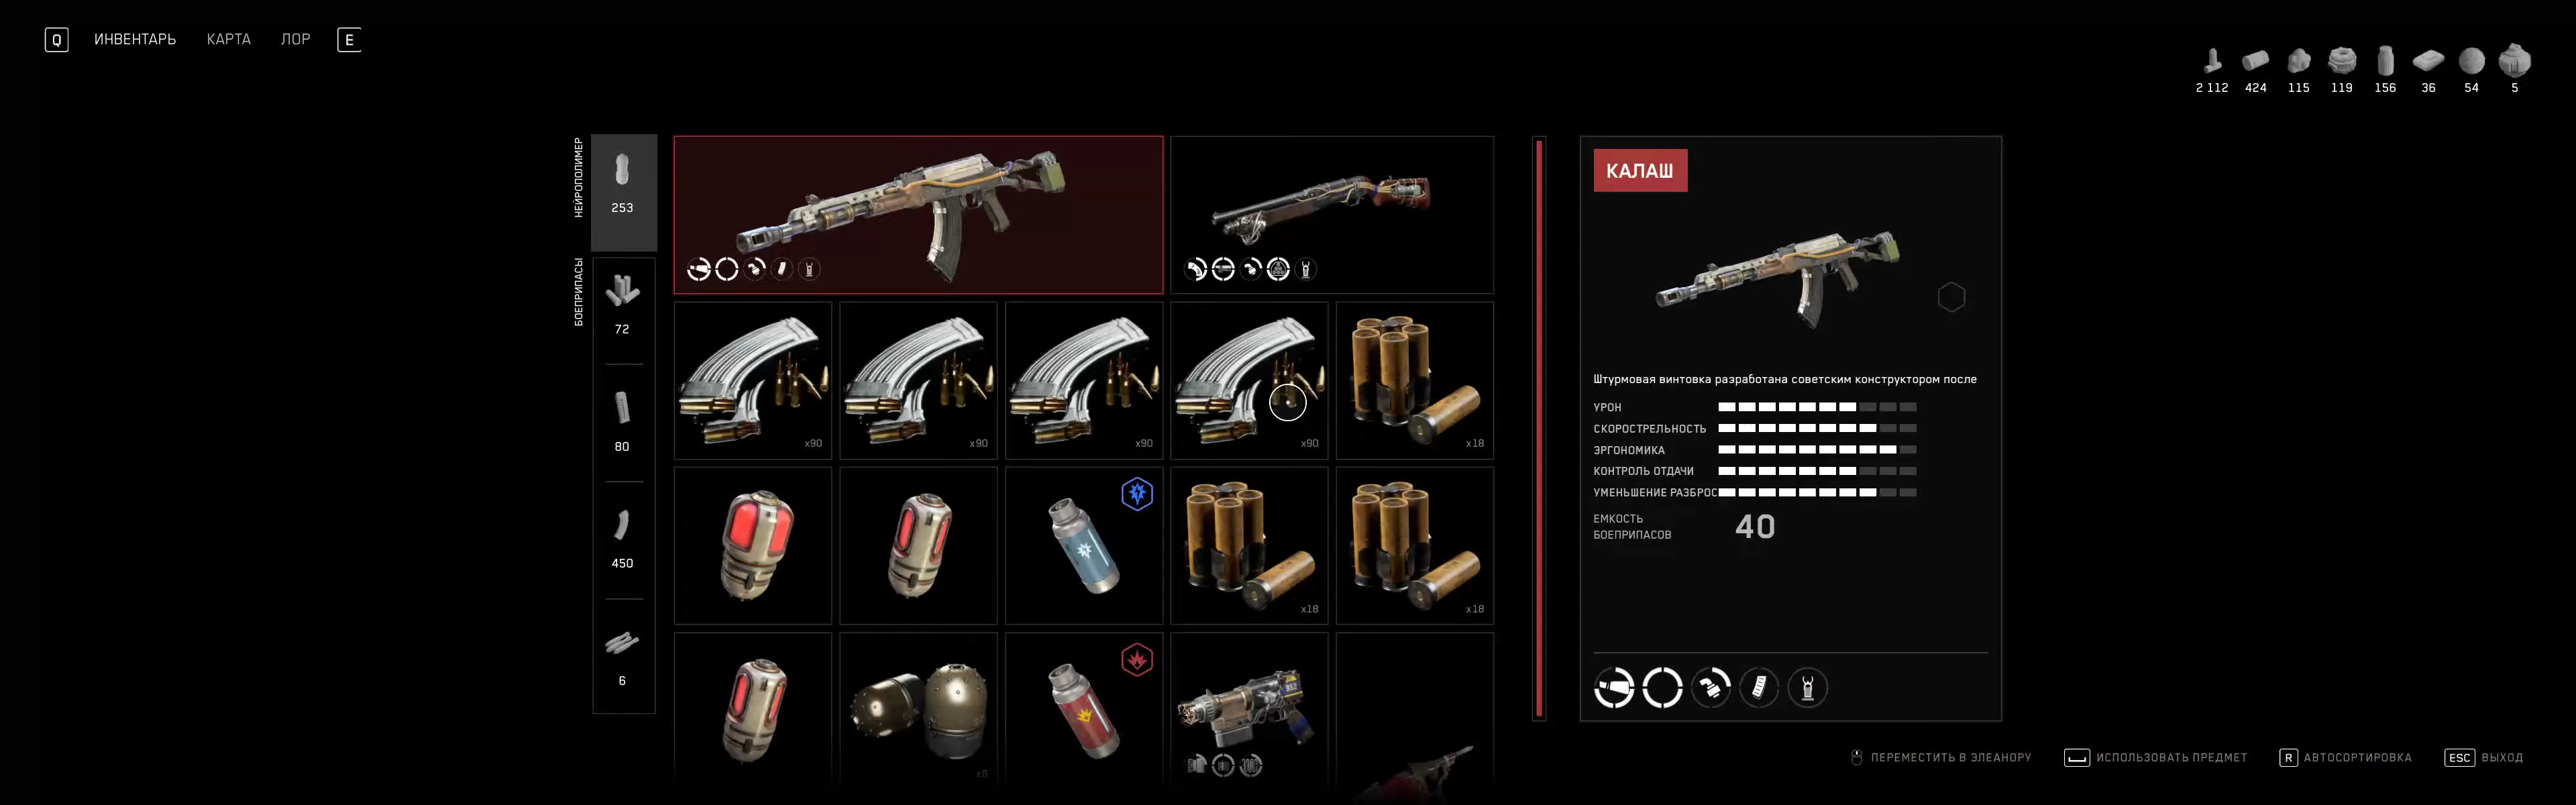 Q ИНВЕНТАРЬ КАРТА ЛОР E
2 112 424 115 119 156 36 54 5
НЕЙРОПОЛИМЕР
253
БОЕПРИПАСЫ
72
80
450
6
x90 x90 x90 x90 x18
x18 x18
x6
КАЛАШ
Штурмовая винтовка разработана советским конструктором после
УРОН
СКОРОСТРЕЛЬНОСТЬ
ЭРГОНОМИКА
КОНТРОЛЬ ОТДАЧИ
УМЕНЬШЕНИЕ РАЗБРОС
ЕМКОСТЬ
БОЕПРИПАСОВ
40
ПЕРЕМЕСТИТЬ В ЭЛЕАНОРУ ИСПОЛЬЗОВАТЬ ПРЕДМЕТ R АВТОСОРТИРОВКА ESC ВЫХОД